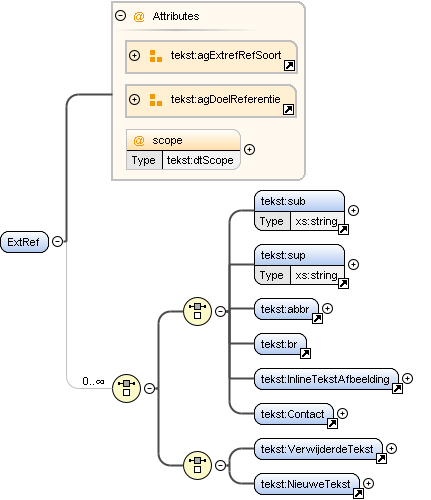 @ Attributes
tekst:agExtrefRefSoort
tekst:agDoelReferentie
@ scope
Type tekst:dtScope
ExtRef
0..∞
tekst:sub
Type xs:string
tekst:sup
Type xs:string
tekst:abbr
tekst:br
tekst:InlineTekstAfbeelding
tekst:Contact
tekst:VerwijderdeTekst
tekst:NieuweTekst